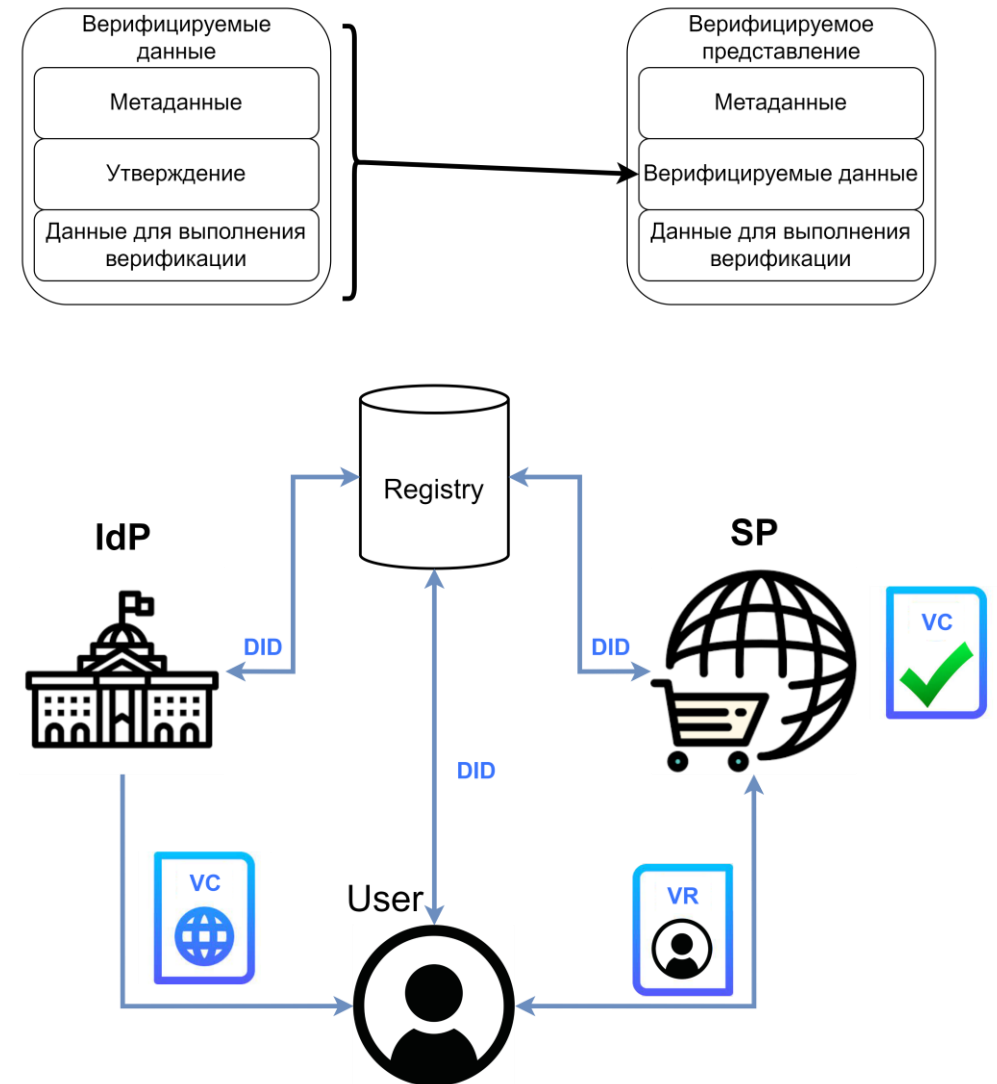 Верифицируемые
данные
Метаданные
Утверждение
Данные для выполнения
верификации
Верифицируемое
представление
Метаданные
Верифицируемые данные
Данные для выполнения
верификации
Registry
IdP
SP
VC
DID
DID
DID
VC
User
VR